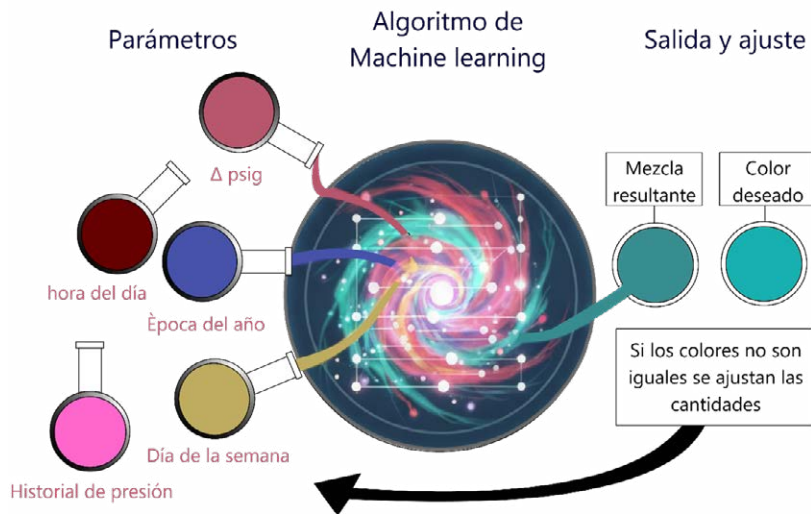 Parámetros
Algoritmo de
Machine learning
Salida y ajuste
Δ psig
hora del día
Època del año
Día de la semana
Historial de presión
Mezcla
resultante
Color
deseado
Si los colores no son
iguales se ajustan las
cantidades